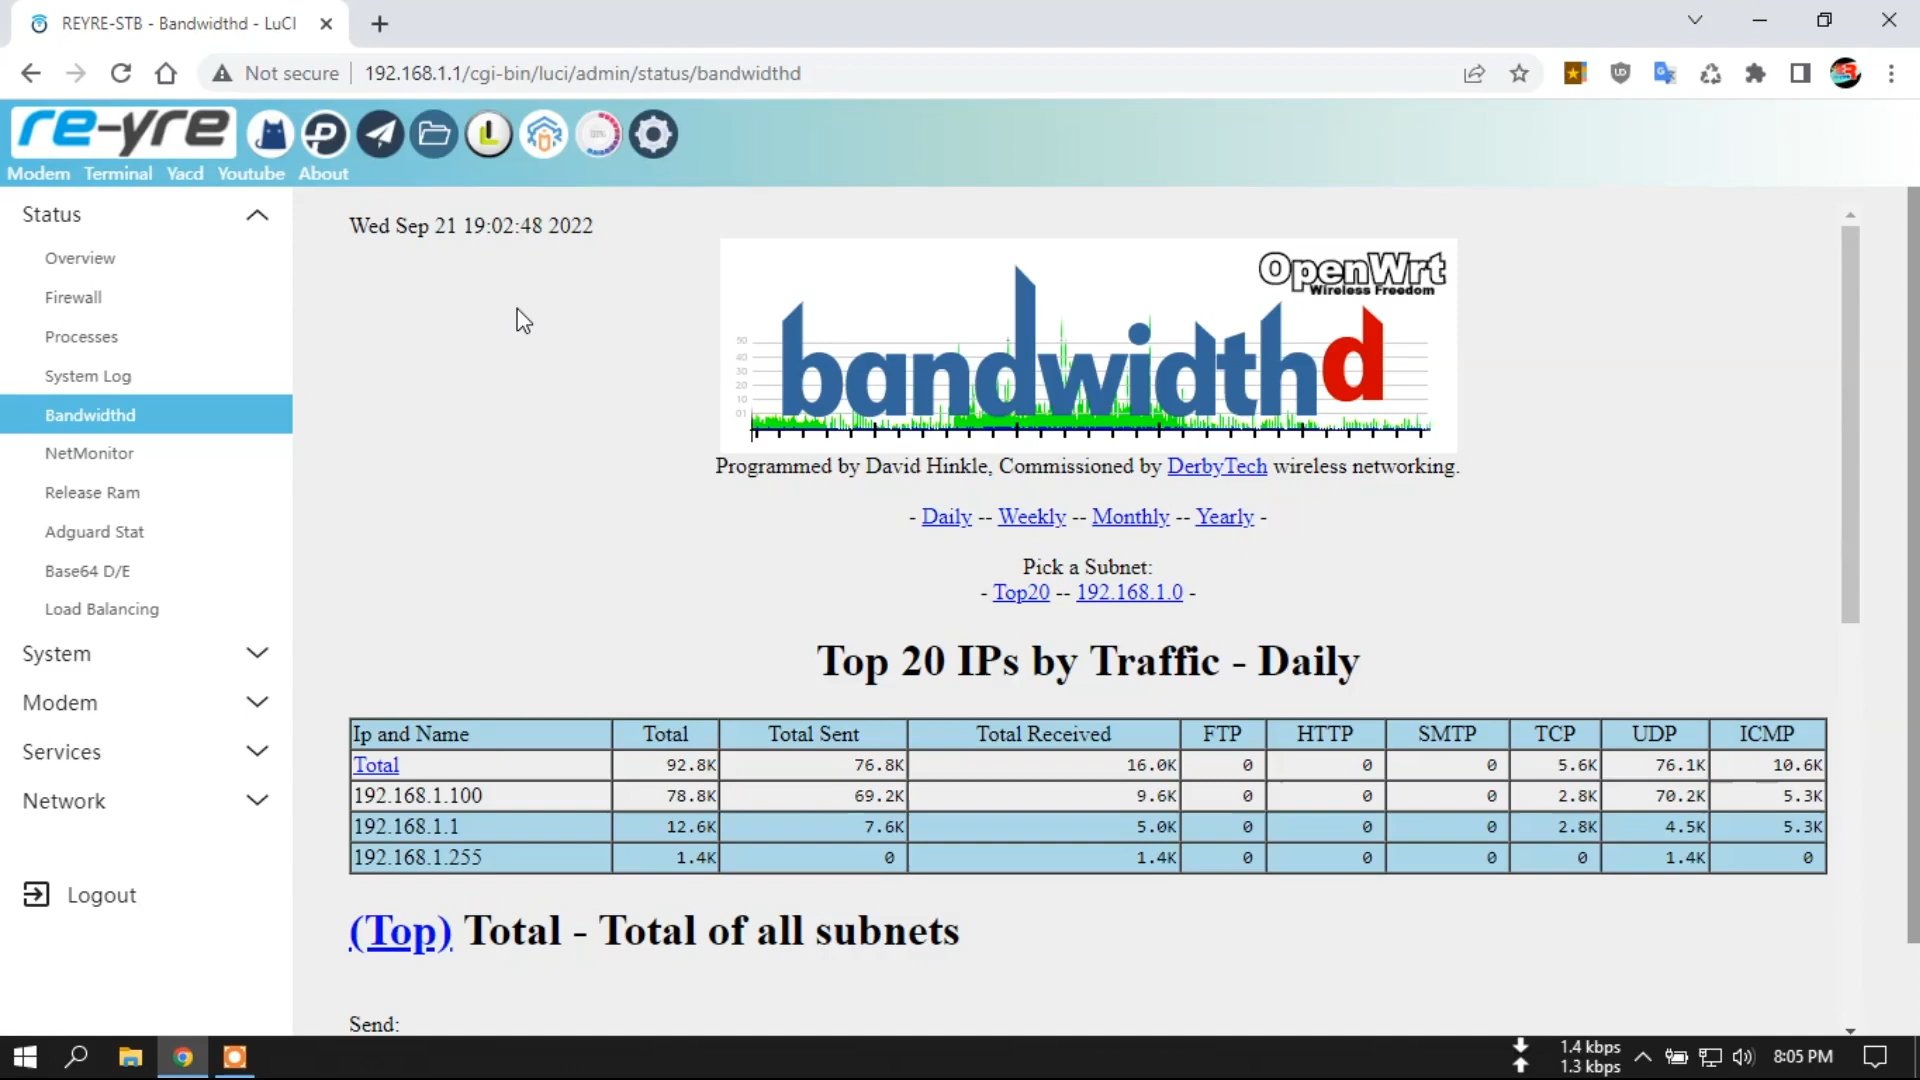 REYRE-STB - Bandwidthd - LuCI
Not secure
192.168.1.1/cgi-bin/luci/admin/status/bandwidthd
re-yre
Modem Terminal Yacd Youtube About
Status
Overview
Firewall
Processes
System Log
Bandwidthd
NetMonitor
Release Ram
Adguard Stat
Base64 D/E
Load Balancing
System
Modem
Services
Network
Logout
Wed Sep 21 19:02:48 2022
OpenWrt
Wireless Freedom
50
40
30
20
10
01
bandwidthd
Programmed by David Hinkle, Commissioned by DerbyTech wireless networking.
- Daily -- Weekly -- Monthly -- Yearly -
Pick a Subnet:
- Top20 -- 192.168.1.0 -
Top 20 IPs by Traffic - Daily
Ip and Name Total Total Sent Total Received FTP HTTP SMTP TCP UDP ICMP
Total 92.8K 76.8K 16.0K 0 0 0 5.6K 76.1K 10.6K
192.168.1.100 78.8K 69.2K 9.6K 0 0 0 2.8K 70.2K 5.3K
192.168.1.1 12.6K 7.6K 5.0K 0 0 0 2.8K 4.5K 5.3K
192.168.1.255 1.4K 0 1.4K 0 0 0 0 1.4K 0
(Top) Total - Total of all subnets
Send:
1.4 kbps
1.3 kbps
8:05 PM